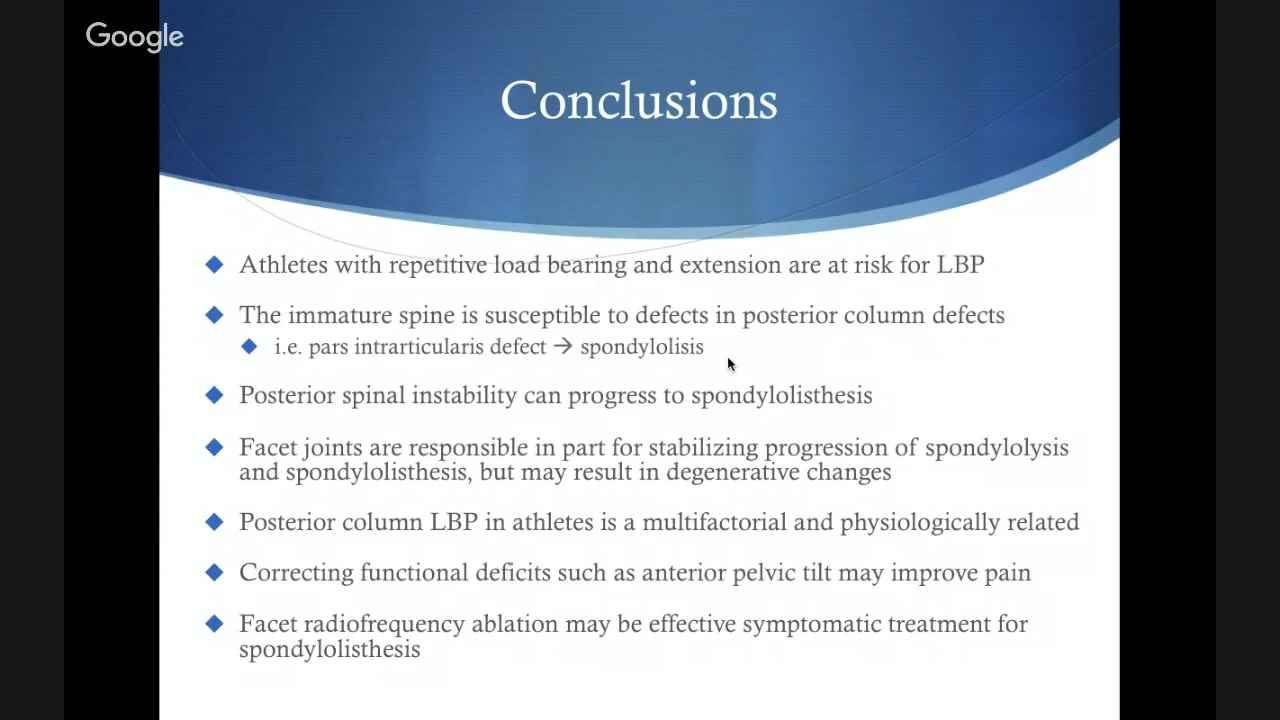 Google
Conclusions
Athletes with repetitive load bearing and extension are at risk for LBP
The immature spine is susceptible to defects in posterior column defects
i.e. pars intrarticularis defect → spondylolisis
Posterior spinal instability can progress to spondylolisthesis
Facet joints are responsible in part for stabilizing progression of spondylolysis
and spondylolisthesis, but may result in degenerative changes
Posterior column LBP in athletes is a multifactorial and physiologically related
Correcting functional deficits such as anterior pelvic tilt may improve pain
Facet radiofrequency ablation may be effective symptomatic treatment for
spondylolisthesis